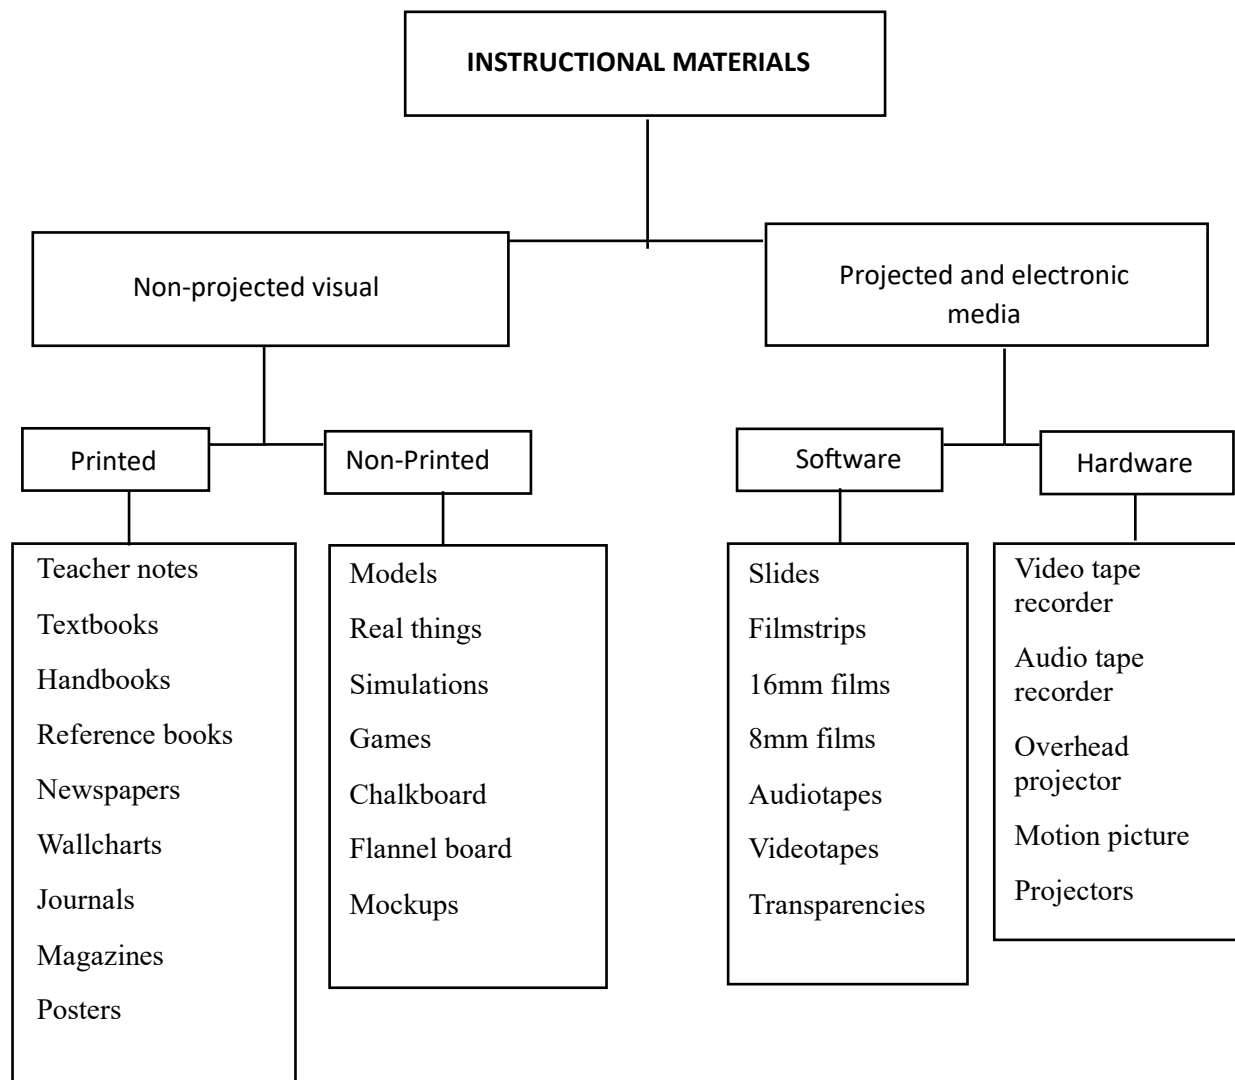 INSTRUCTIONAL MATERIALS
Non-projected visual
Projected and electronic
media
Printed
Non-Printed
Software
Hardware
Teacher notes
Textbooks
Handbooks
Reference books
Newspapers
Wallcharts
Journals
Magazines
Posters
Models
Real things
Simulations
Games
Chalkboard
Flannel board
Mockups
Slides
Filmstrips
16mm films
8mm films
Audiotapes
Videotapes
Transparencies
Video tape
recorder
Audio tape
recorder
Overhead
projector
Motion picture
Projectors